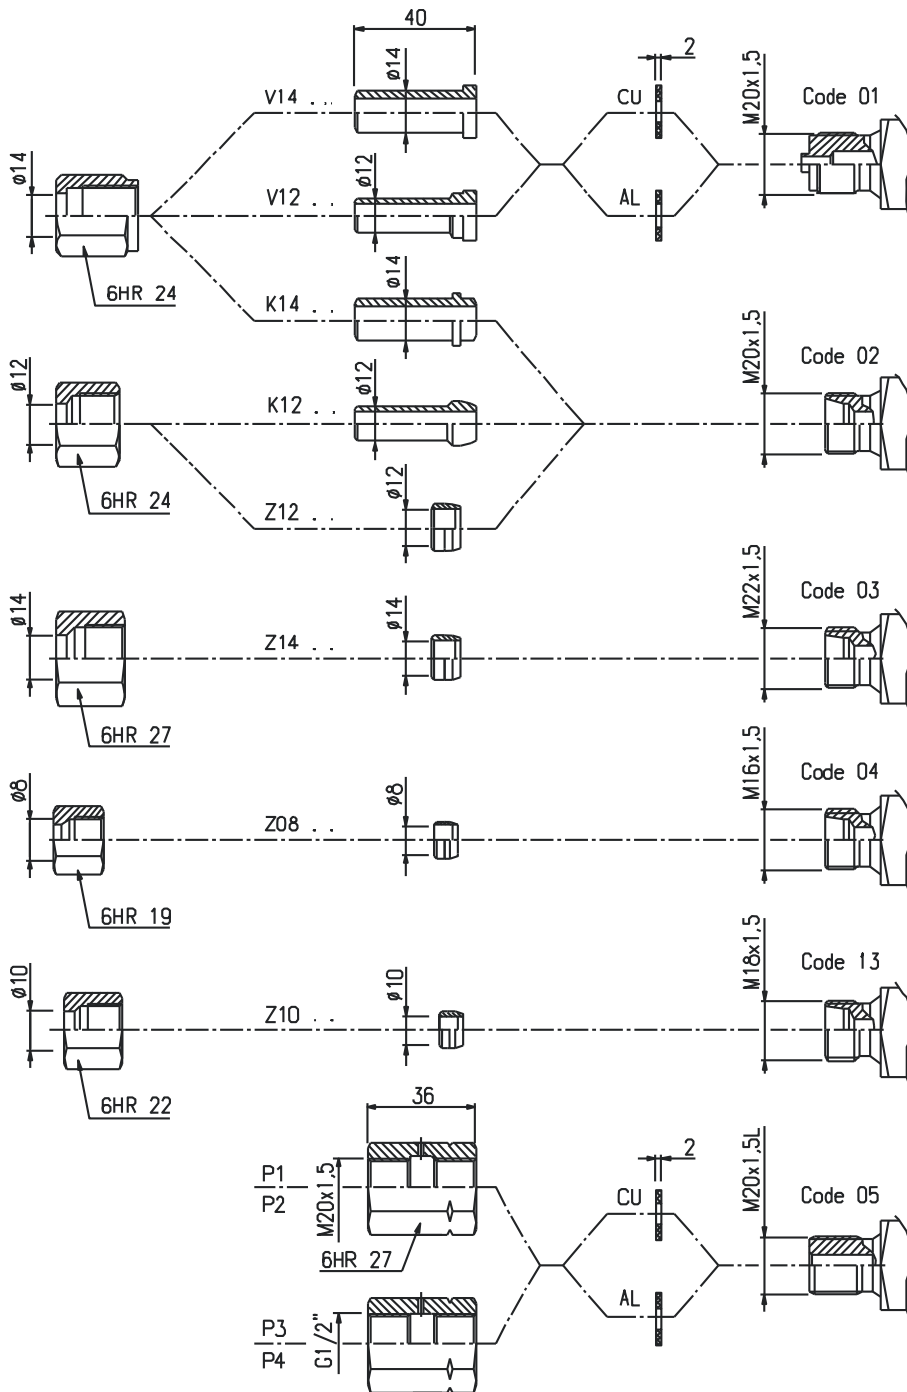 40
2
ø14
M20x1,5
Code 01
V14 ..
CU
ø14
ø12
V12 ..
AL
6HR 24
ø14
K14 ..
M20x1,5
Code 02
ø12
ø12
K12 ..
6HR 24
ø12
Z12 ..
M22x1,5
Code 03
ø14
ø14
Z14 ..
6HR 27
M16x1,5
Code 04
ø8
ø8
Z08 ..
6HR 19
M18x1,5
Code 13
ø10
ø10
Z10 ..
6HR 22
36
2
M20x1,5L
P1
P2
M20x1,5
CU
Code 05
6HR 27
AL
P3
P4
G1/2"